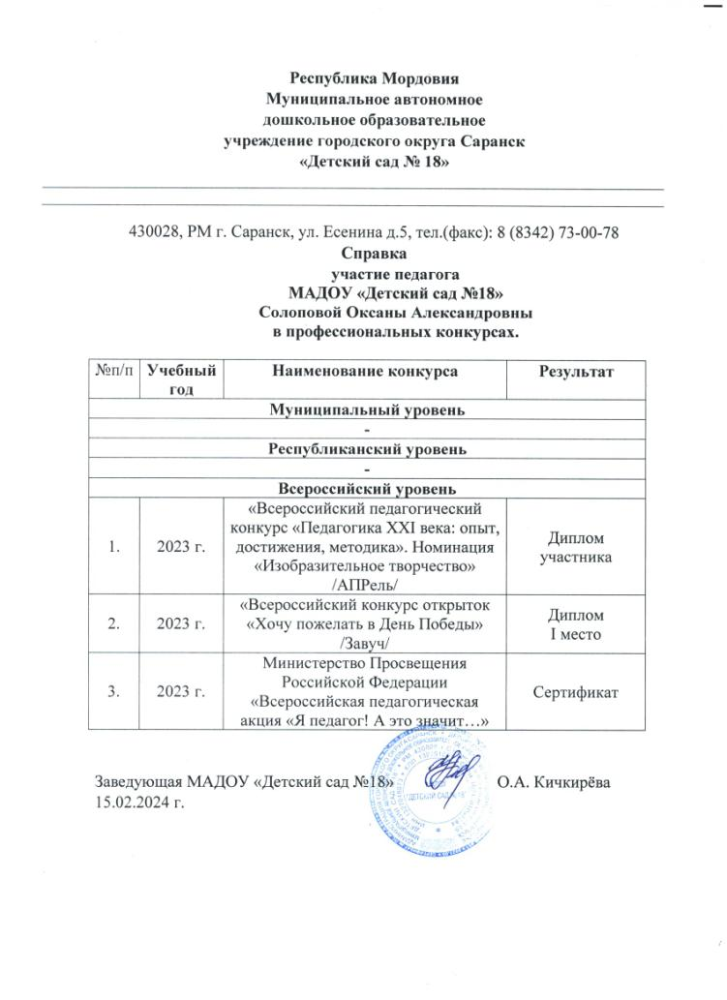 Республика Мордовия
Муниципальное автономное
дошкольное образовательное
учреждение городского округа Саранск
«Детский сад № 18»
430028, РМ г. Саранск, ул. Есенина д.5, тел.(факс): 8 (8342) 73-00-78
Справка
участие педагога
МАДОУ «Детский сад №18»
Солоповой Оксаны Александровны
в профессиональных конкурсах.
№п/п Учебный год Наименование конкурса Результат
Муниципальный уровень
-
Республиканский уровень
-
Всероссийский уровень
«Всероссийский педагогический
конкурс «Педагогика XXI века: опыт,
1. 2023 г. достижения, методика». Номинация Диплом
«Изобразительное творчество» участника
/АПРель/
«Всероссийский конкурс открыток Диплом
2. 2023 г. «Хочу пожелать в День Победы» I место
/Завуч/
Министерство Просвещения
Российской Федерации
3. 2023 г. «Всероссийская педагогическая Сертификат
акция «Я педагог! А это значит…»
Заведующая МАДОУ «Детский сад №18» О.А. Кичкирёва
15.02.2024 г.
"ДЕТСКИЙ САД №18"